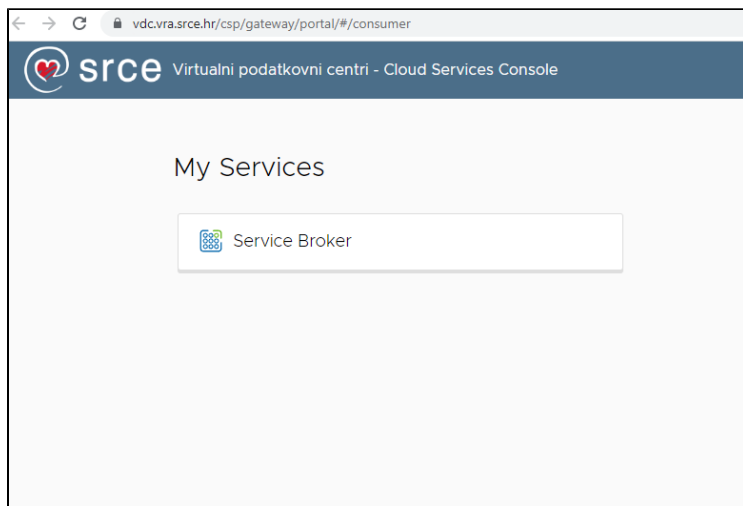 vdc.vra.srce.hr/csp/gateway/portal/#/consumer
srce Virtualni podatkovni centri - Cloud Services Console
My Services
Service Broker